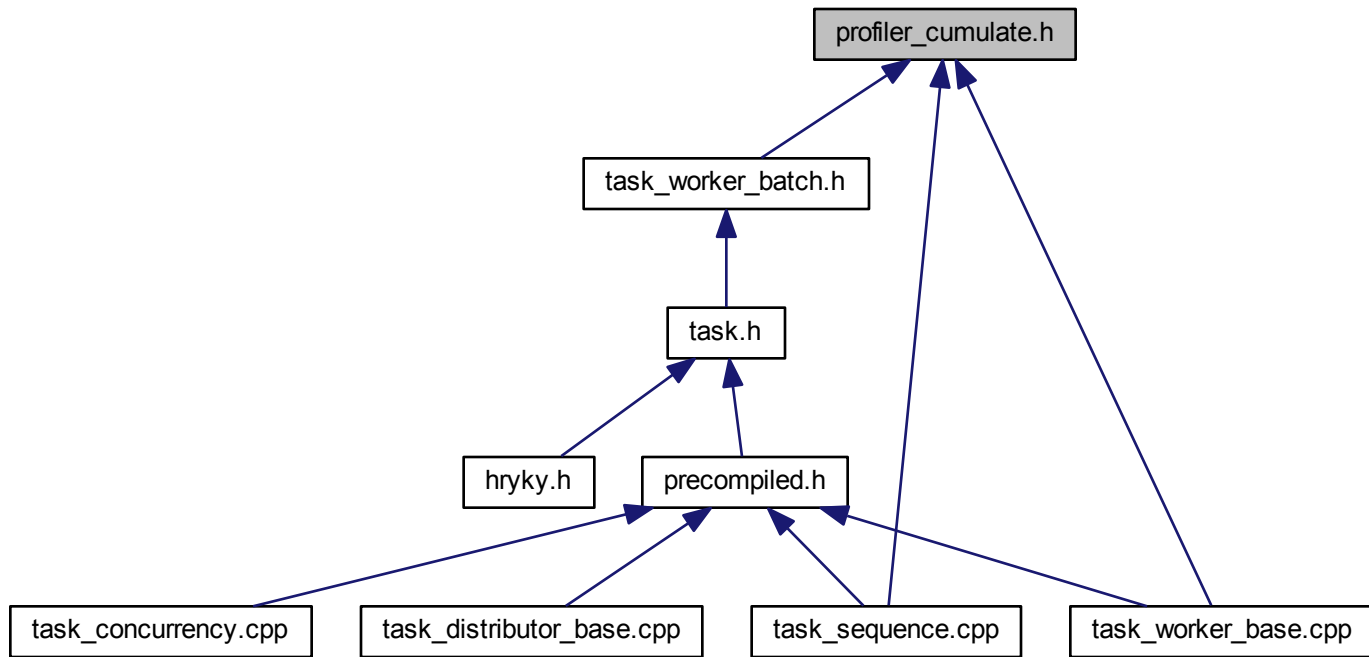 profiler_cumulate.h
task_worker_batch.h
task.h
hryky.h
precompiled.h
task_concurrency.cpp
task_distributor_base.cpp
task_sequence.cpp
task_worker_base.cpp